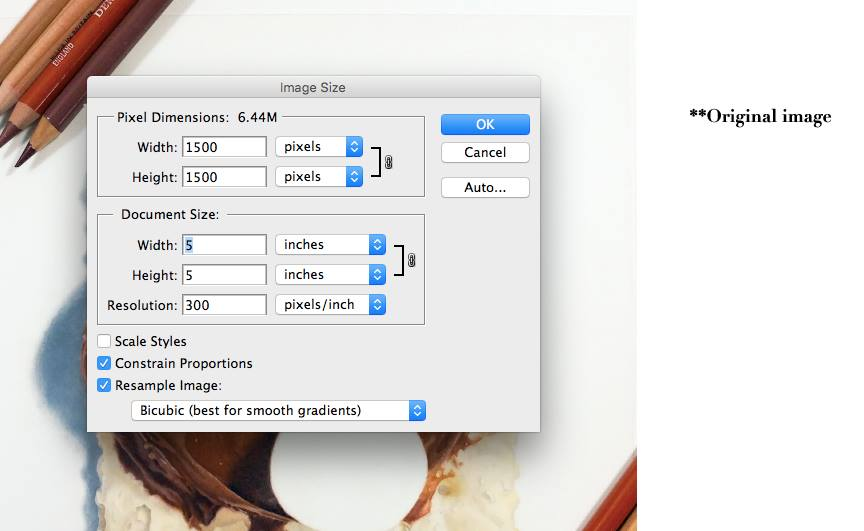 DER
ENGLAND
Image Size
Pixel Dimensions: 6.44M
Width: 1500 pixels
Height: 1500 pixels
OK
Cancel
Auto...
**Original image
Document Size:
Width: 5 inches
Height: 5 inches
Resolution: 300 pixels/inch
Scale Styles
Constrain Proportions
Resample Image:
Bicubic (best for smooth gradients)